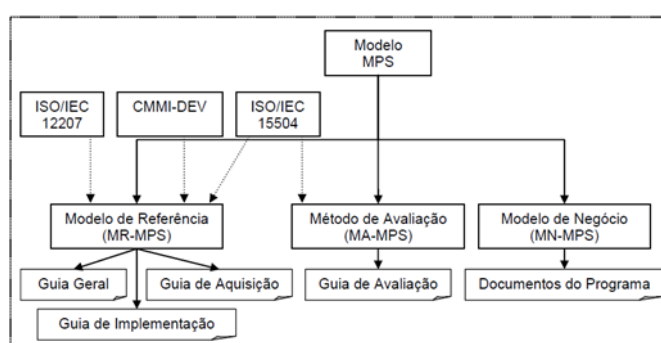 Modelo
MPS
ISO/IEC
12207
CMMI-DEV
ISO/IEC
15504
Modelo de Referência
(MR-MPS)
Método de Avaliação
(MA-MPS)
Modelo de Negócio
(MN-MPS)
Guia Geral
Guia de Aquisição
Guia de Avaliação
Documentos do Programa
Guia de Implementação